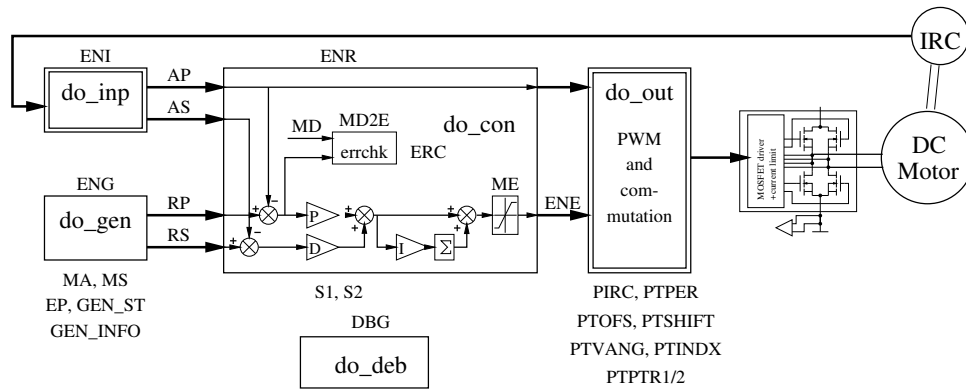 IRC
ENI
do_inp
AP
AS
ENR
MD
MD2E
errchk
ERC
do_con
do_out
PWM
and
com-
mutation
MOSFET driver
+current limit
DC
Motor
ENG
do_gen
RP
RS
P
D
I
Σ
ME
ENE
MA, MS
EP, GEN_ST
GEN_INFO
S1, S2
DBG
do_deb
PIRC, PTPER
PTOFS, PTSHIFT
PTVANG, PTINDX
PTPTR1/2